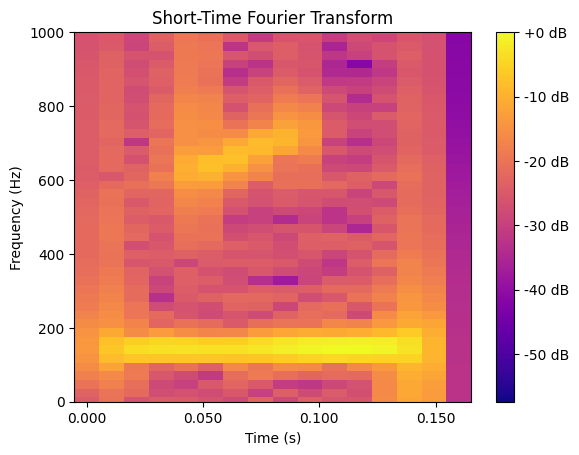 Short-Time Fourier Transform
1000
800
600
400
200
0
Frequency (Hz)
0.000
0.050
0.100
0.150
Time (s)
+0 dB
-10 dB
-20 dB
-30 dB
-40 dB
-50 dB